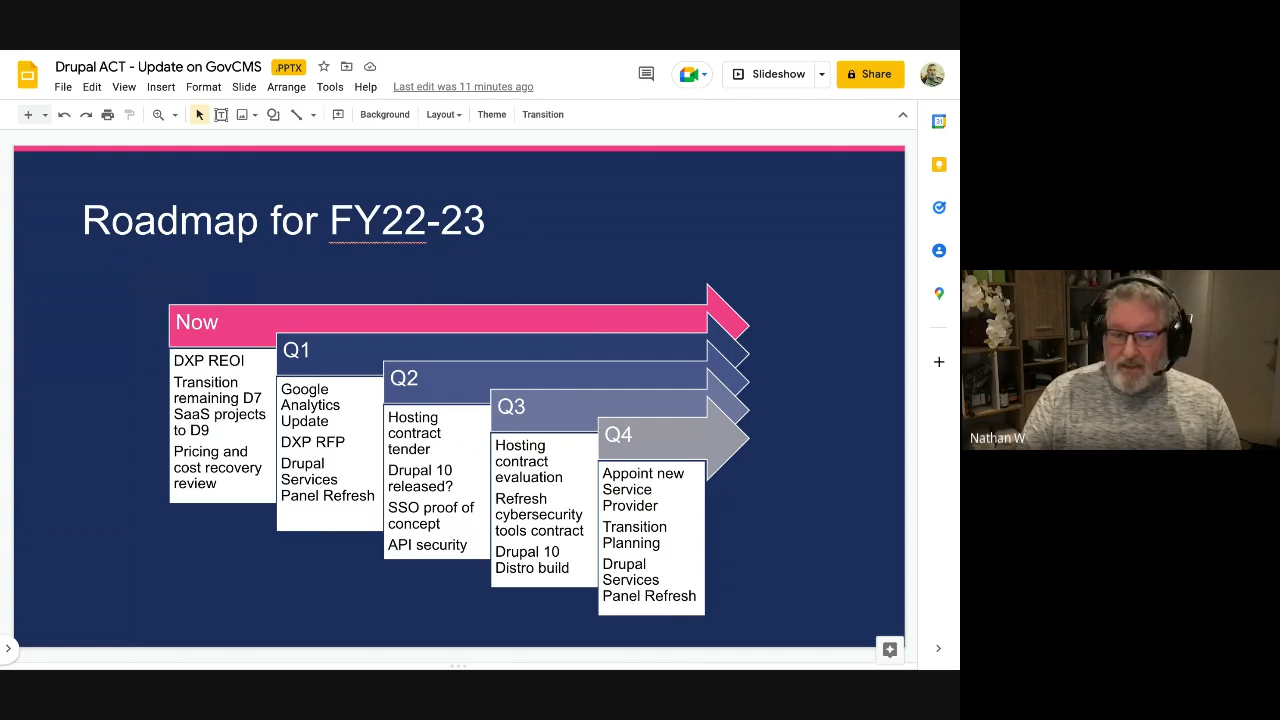 Drupal ACT - Update on GovCMS .PPTX
File Edit View Insert Format Slide Arrange Tools Help Last edit was 11 minutes ago
Slideshow
Share
Background Layout Theme Transition
31
Roadmap for FY22-23
Now
DXP REOI
Transition
remaining D7
SaaS projects
to D9
Pricing and
cost recovery
review
Q1
Google
Analytics
Update
DXP RFP
Drupal
Services
Panel Refresh
Q2
Hosting
contract
tender
Drupal 10
released?
SSO proof of
concept
API security
Q3
Hosting
contract
evaluation
Refresh
cybersecurity
tools contract
Drupal 10
Distro build
Q4
Appoint new
Service
Provider
Transition
Planning
Drupal
Services
Panel Refresh
Nathan W